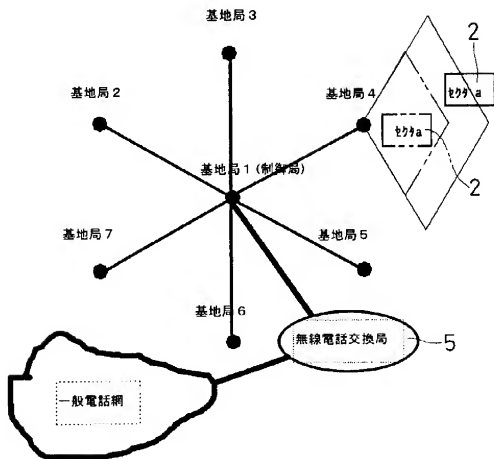 基地局3
2
基地局2
基地局4
セクタa
セクタa
2
基地局1(制御局)
基地局7
基地局5
基地局6
無線電話交換局
5
一般電話網